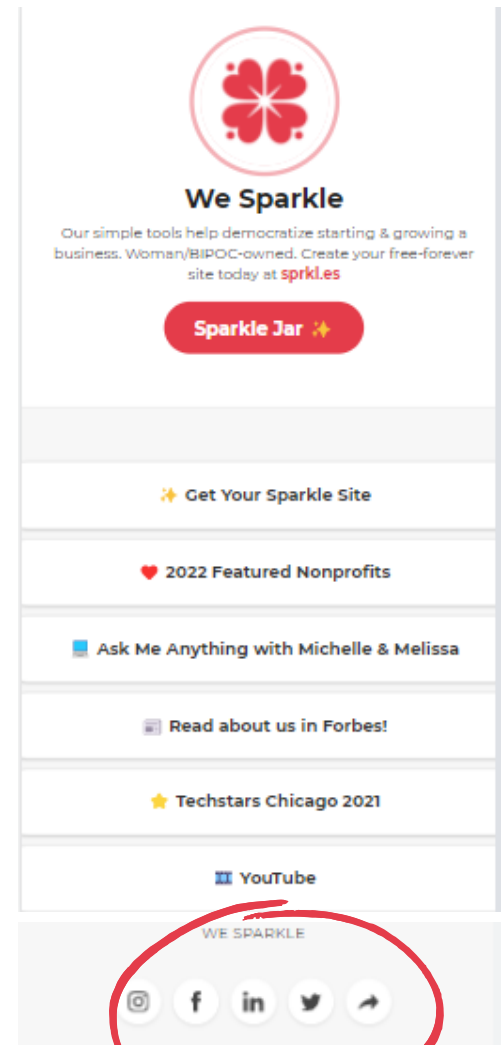 We Sparkle
Our simple tools help democratize starting & growing a
business. Woman/BIPOC-owned. Create your free-forever
site today at sprkl.es
Sparkle Jar ✨
✨ Get Your Sparkle Site
❤️ 2022 Featured Nonprofits
💻 Ask Me Anything with Michelle & Melissa
📰 Read about us in Forbes!
⭐ Techstars Chicago 2021
🎞️ YouTube
WE SPARKLE
f in